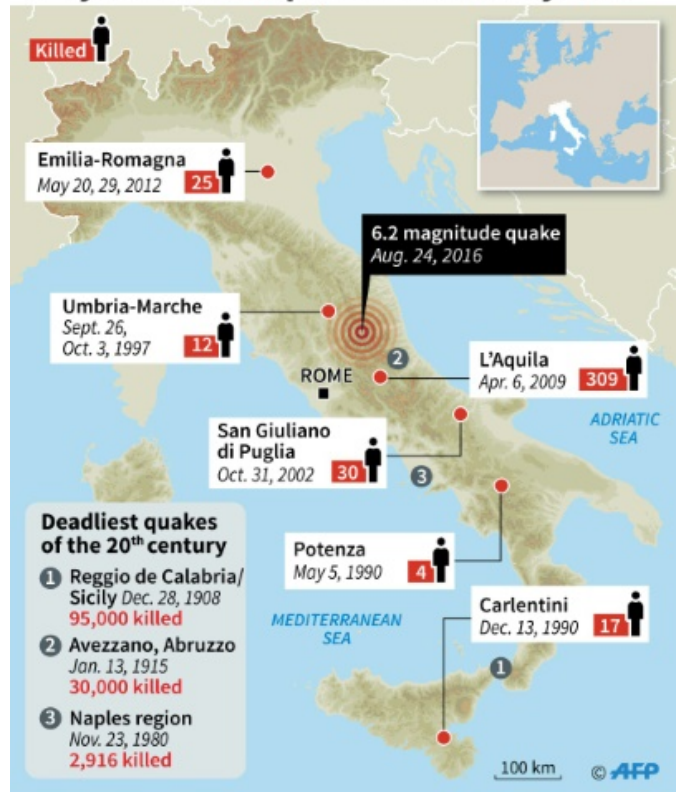 Killed
Emilia-Romagna
May 20, 29, 2012
25
6.2 magnitude quake
Aug. 24, 2016
Umbria-Marche
Sept. 26,
Oct. 3, 1997
12
2
L'Aquila
Apr. 6, 2009
309
ROME
ADRIATIC
SEA
San Giuliano
di Puglia
Oct. 31, 2002
30
3
Potenza
May 5, 1990
4
Carlentini
Dec. 13, 1990
17
MEDITERRANEAN
SEA
1
Deadliest quakes
of the 20th century
1 Reggio de Calabria/
Sicily Dec. 28, 1908
95,000 killed
2 Avezzano, Abruzzo
Jan. 13, 1915
30,000 killed
3 Naples region
Nov. 23, 1980
2,916 killed
100 km
© AFP